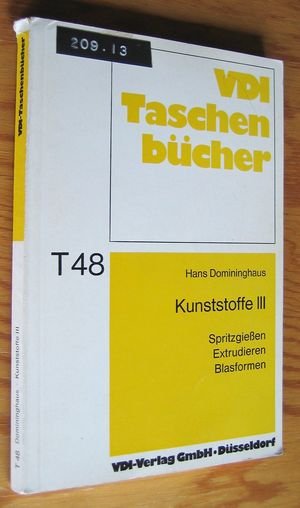 209.13
VDI
Taschen
bücher
T48
Hans Domininghaus
Kunststoffe III
Spritzgießen
Extrudieren
Blasformen
VDI-Verlag GmbH · Düsseldorf
VDI-Taschenbücher
T 48 Domininghaus · Kunststoffe III